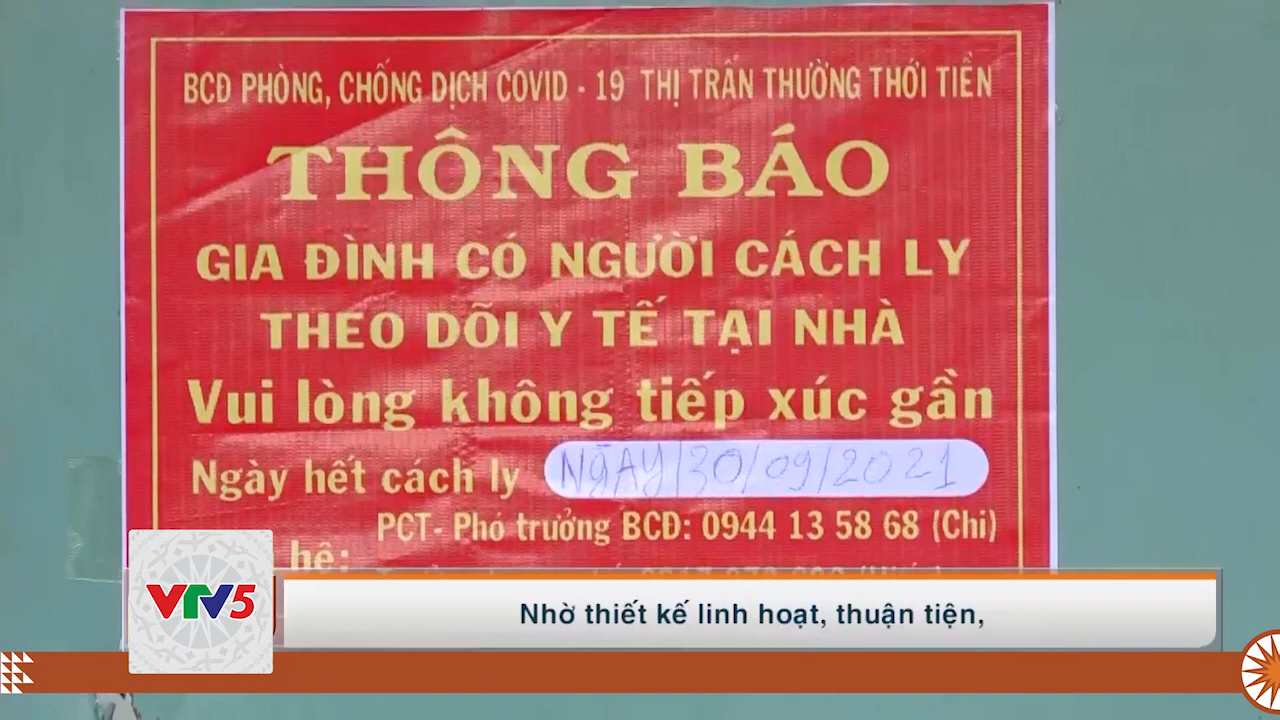 BCĐ PHÒNG, CHỐNG DỊCH COVID - 19 THỊ TRẤN THƯỜNG THỚI TIỀN
THÔNG BÁO
GIA ĐÌNH CÓ NGƯỜI CÁCH LY
THEO DÕI Y TẾ TẠI NHÀ
Vui lòng không tiếp xúc gần
Ngày hết cách ly NgAY/30/09/2021
PCT- Phó trưởng BCĐ: 0944 13 58 68 (Chi)
hệ:
VTV5
Nhờ thiết kế linh hoạt, thuận tiện,